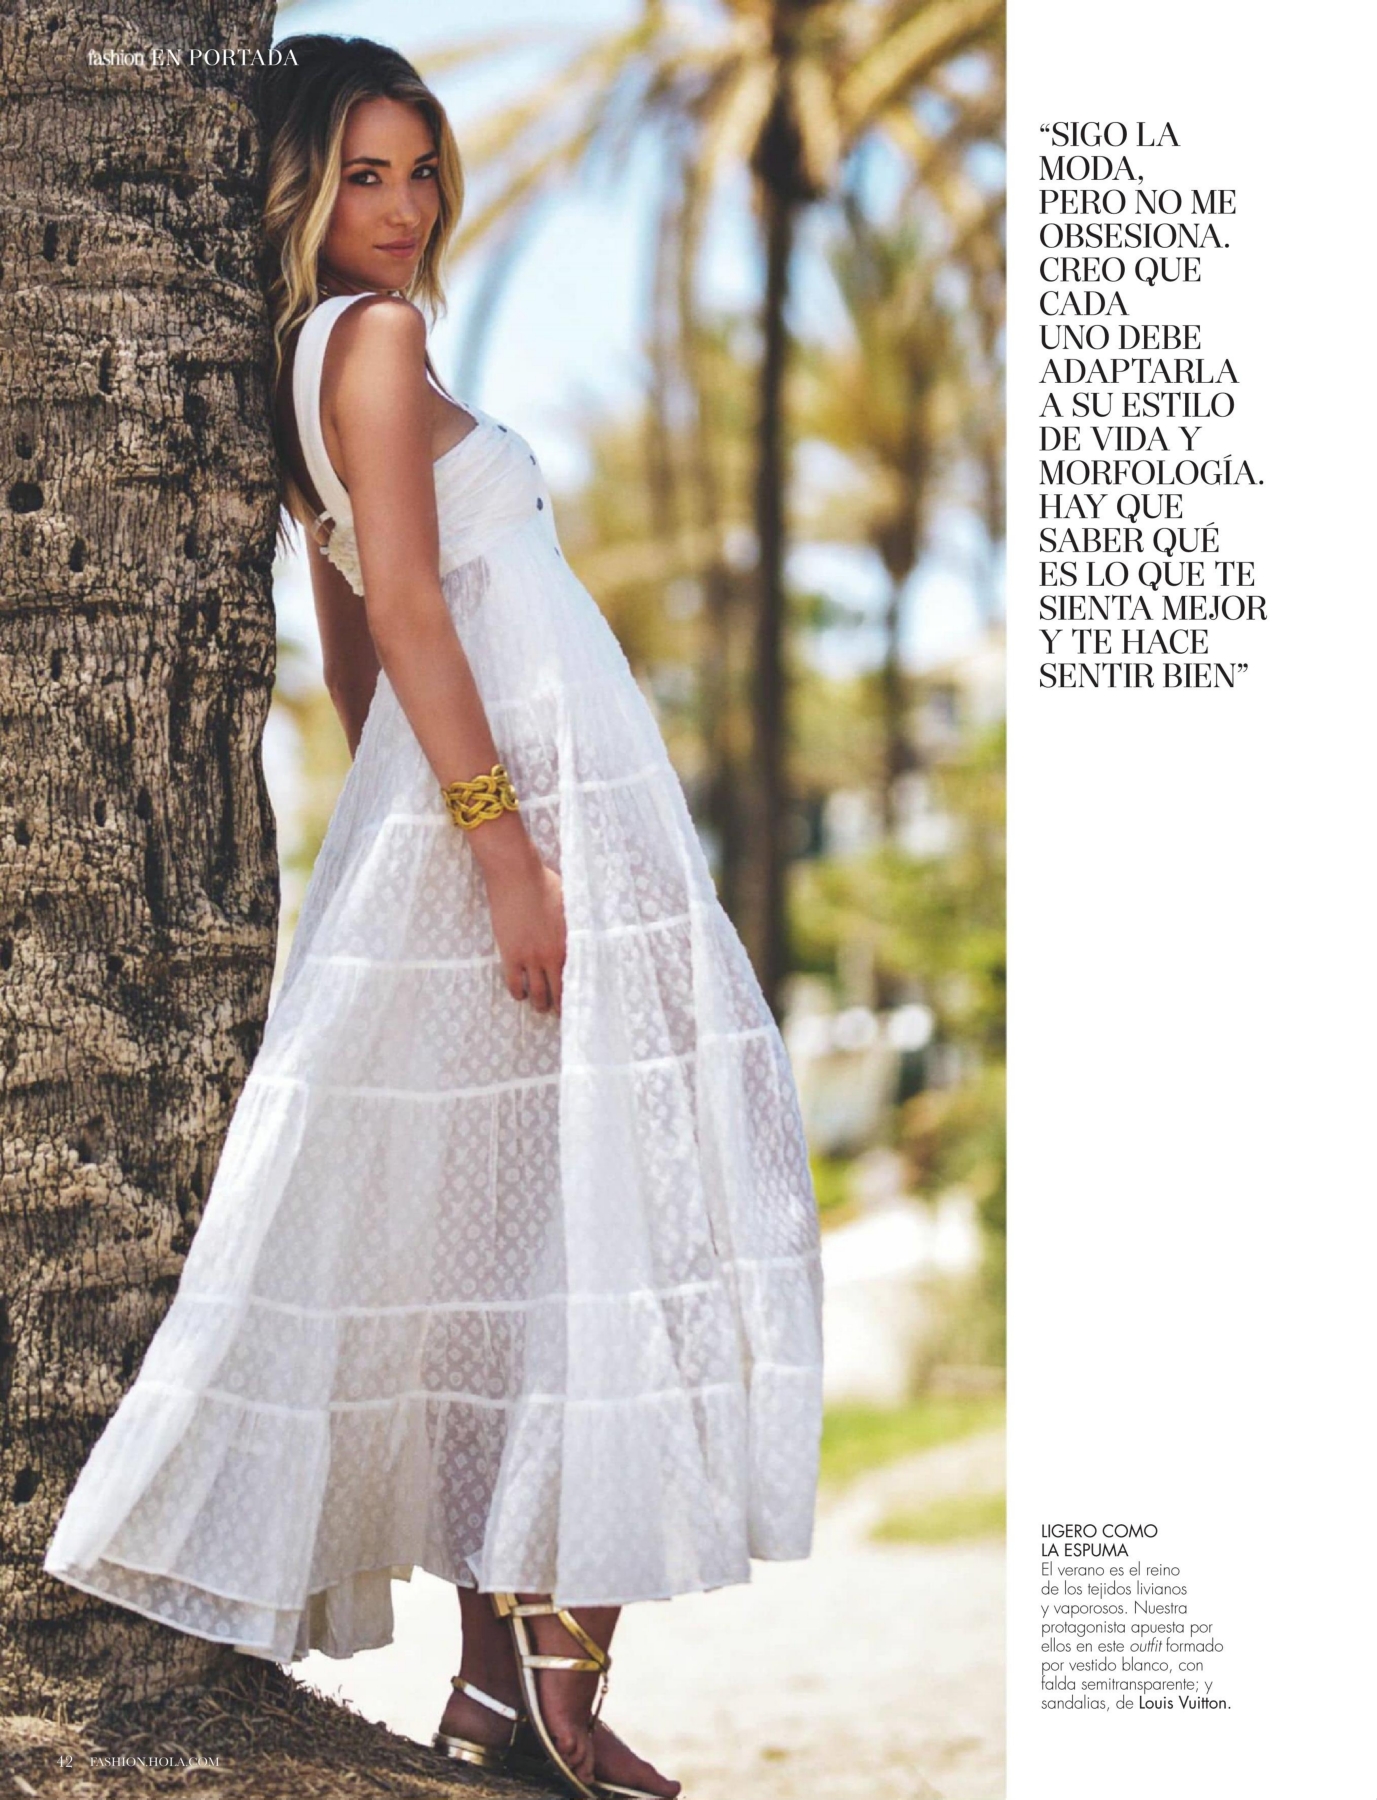 fashion EN PORTADA
“SIGO LA
MODA,
PERO NO ME
OBSESIONA.
CREO QUE
CADA
UNO DEBE
ADAPTARLA
A SU ESTILO
DE VIDA Y
MORFOLOGÍA.
HAY QUE
SABER QUÉ
ES LO QUE TE
SIENTA MEJOR
Y TE HACE
SENTIR BIEN”
LIGERO COMO
LA ESPUMA
El verano es el reino
de los tejidos livianos
y vaporosos. Nuestra
protagonista apuesta por
ellos en este outfit formado
por vestido blanco, con
falda semitransparente; y
sandalias, de Louis Vuitton.
42 FASHION.HOLA.COM